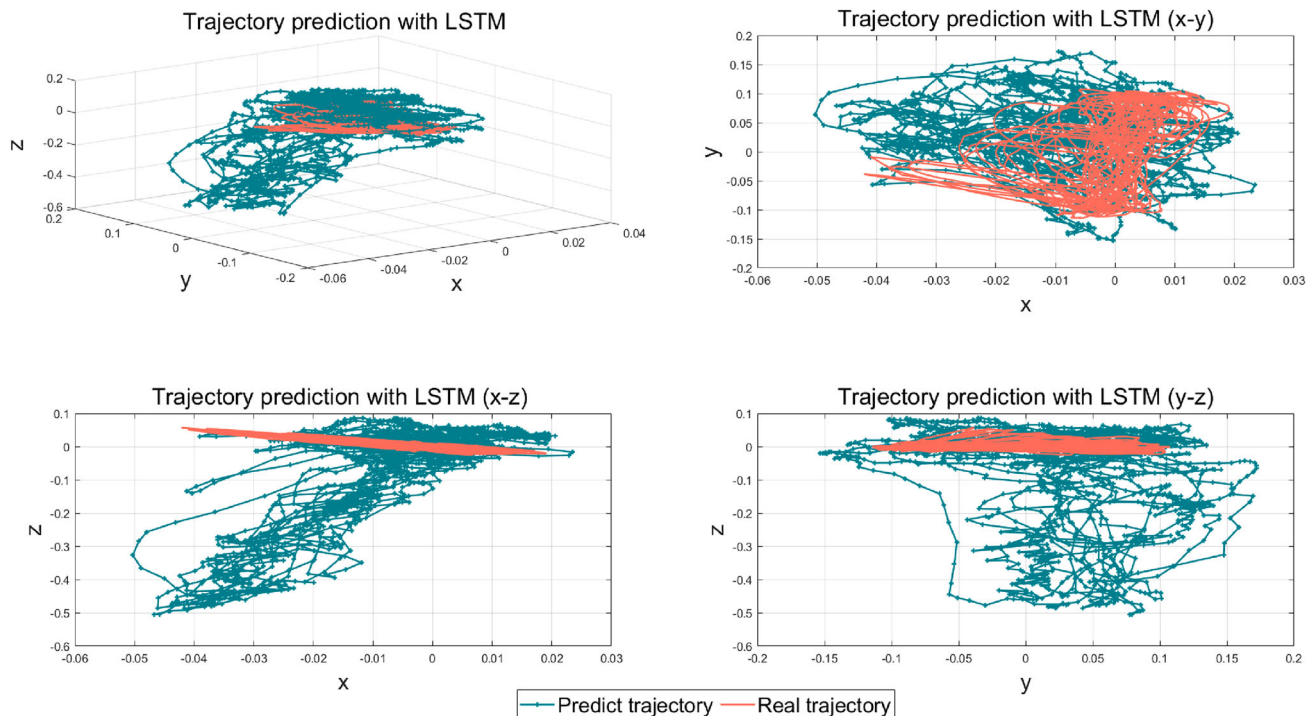 Trajectory prediction with LSTM
0.2
0
-0.2
-0.4
-0.6
z
0.2
0.1
0
-0.1
-0.2
y
-0.06
-0.04
-0.02
0
0.02
0.04
x
Trajectory prediction with LSTM (x-y)
0.2
0.15
0.1
0.05
0
-0.05
-0.1
-0.15
-0.2
y
-0.06 -0.05 -0.04 -0.03 -0.02 -0.01 0 0.01 0.02 0.03
x
Trajectory prediction with LSTM (x-z)
0.1
0
-0.1
-0.2
-0.3
-0.4
-0.5
-0.6
z
-0.06 -0.05 -0.04 -0.03 -0.02 -0.01 0 0.01 0.02 0.03
x
Trajectory prediction with LSTM (y-z)
0.1
0
-0.1
-0.2
-0.3
-0.4
-0.5
-0.6
z
-0.2 -0.15 -0.1 -0.05 0 0.05 0.1 0.15 0.2
y
Predict trajectory Real trajectory